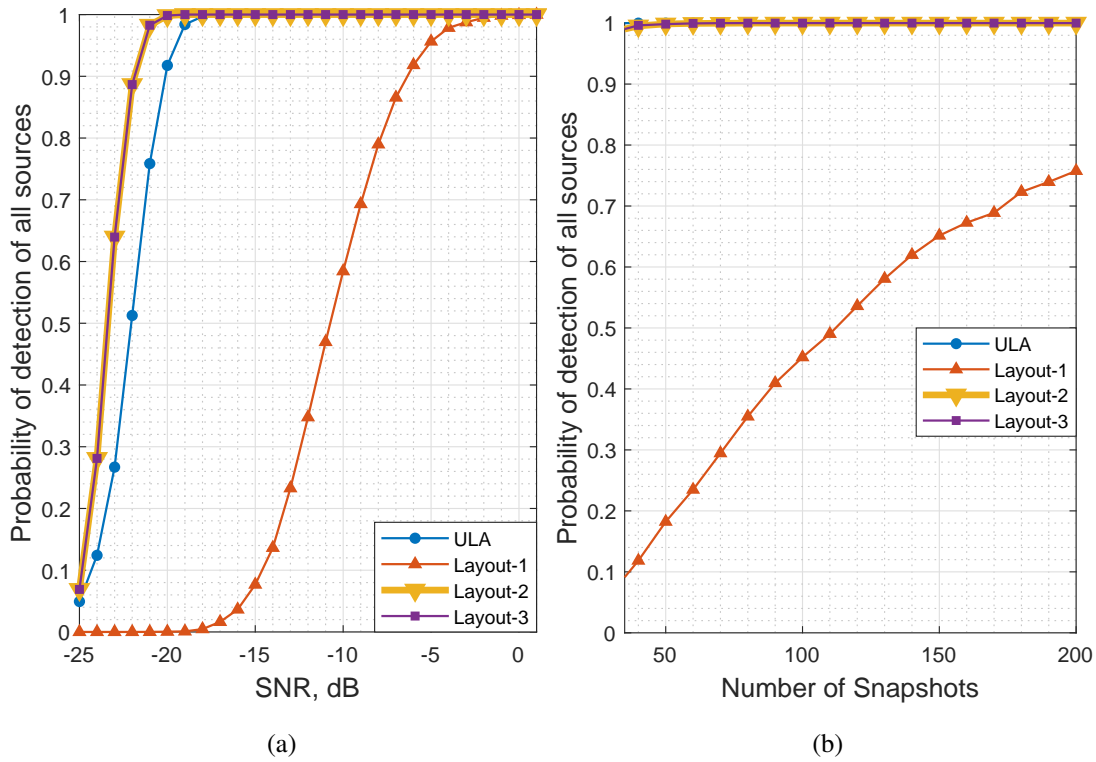 Probability of detection of all sources
1
0.9
0.8
0.7
0.6
0.5
0.4
0.3
0.2
0.1
0
-25
-20
-15
-10
-5
0
SNR, dB
ULA
Layout-1
Layout-2
Layout-3
(a)
Probability of detection of all sources
1
0.9
0.8
0.7
0.6
0.5
0.4
0.3
0.2
0.1
0
50
100
150
200
Number of Snapshots
ULA
Layout-1
Layout-2
Layout-3
(b)